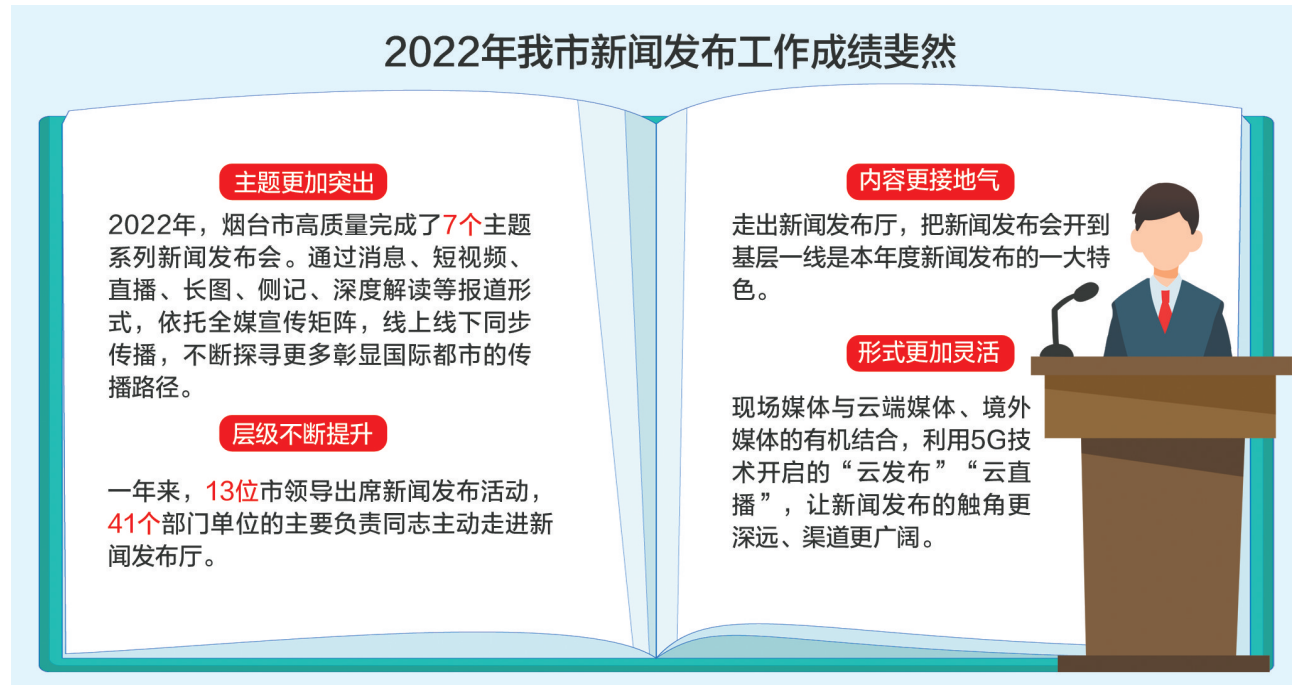 2022年我市新闻发布工作成绩斐然
主题更加突出
2022年，烟台市高质量完成了7个主题
系列新闻发布会。通过消息、短视频、
直播、长图、侧记、深度解读等报道形
式，依托全媒宣传矩阵，线上线下同步
传播，不断探寻更多彰显国际都市的传
播路径。
层级不断提升
一年来，13位市领导出席新闻发布活动，
41个部门单位的主要负责同志主动走进新
闻发布厅。
内容更接地气
走出新闻发布厅，把新闻发布会开到
基层一线是本年度新闻发布的一大特
色。
形式更加灵活
现场媒体与云端媒体、境外
媒体的有机结合，利用5G技
术开启的“云发布”“云直
播”，让新闻发布的触角更
深远、渠道更广阔。